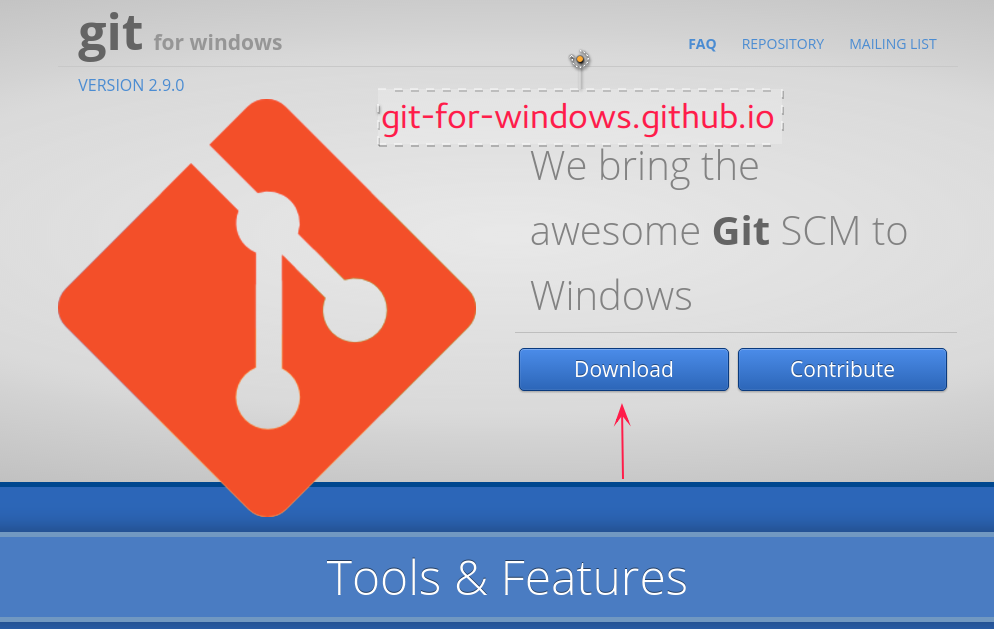 git for windows
FAQ REPOSITORY MAILING LIST
VERSION 2.9.0
git-for-windows.github.io
We bring the
awesome Git SCM to
Windows
Download Contribute
Tools & Features